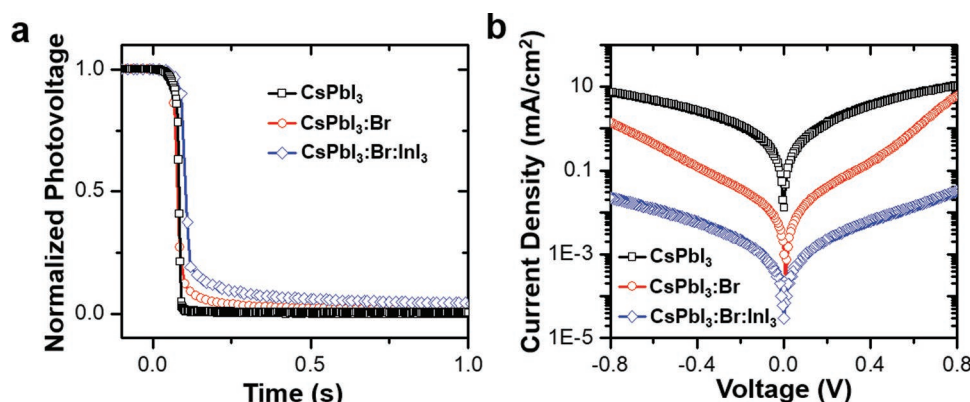 a
Normalized Photovoltage
1.0
0.5
0.0
CsPbI₃
CsPbI₃:Br
CsPbI₃:Br:InI₃
0.0 0.5 1.0
Time (s)
b
Current Density (mA/cm²)
10
0.1
1E-3
1E-5
CsPbI₃
CsPbI₃:Br
CsPbI₃:Br:InI₃
-0.8 -0.4 0.0 0.4 0.8
Voltage (V)